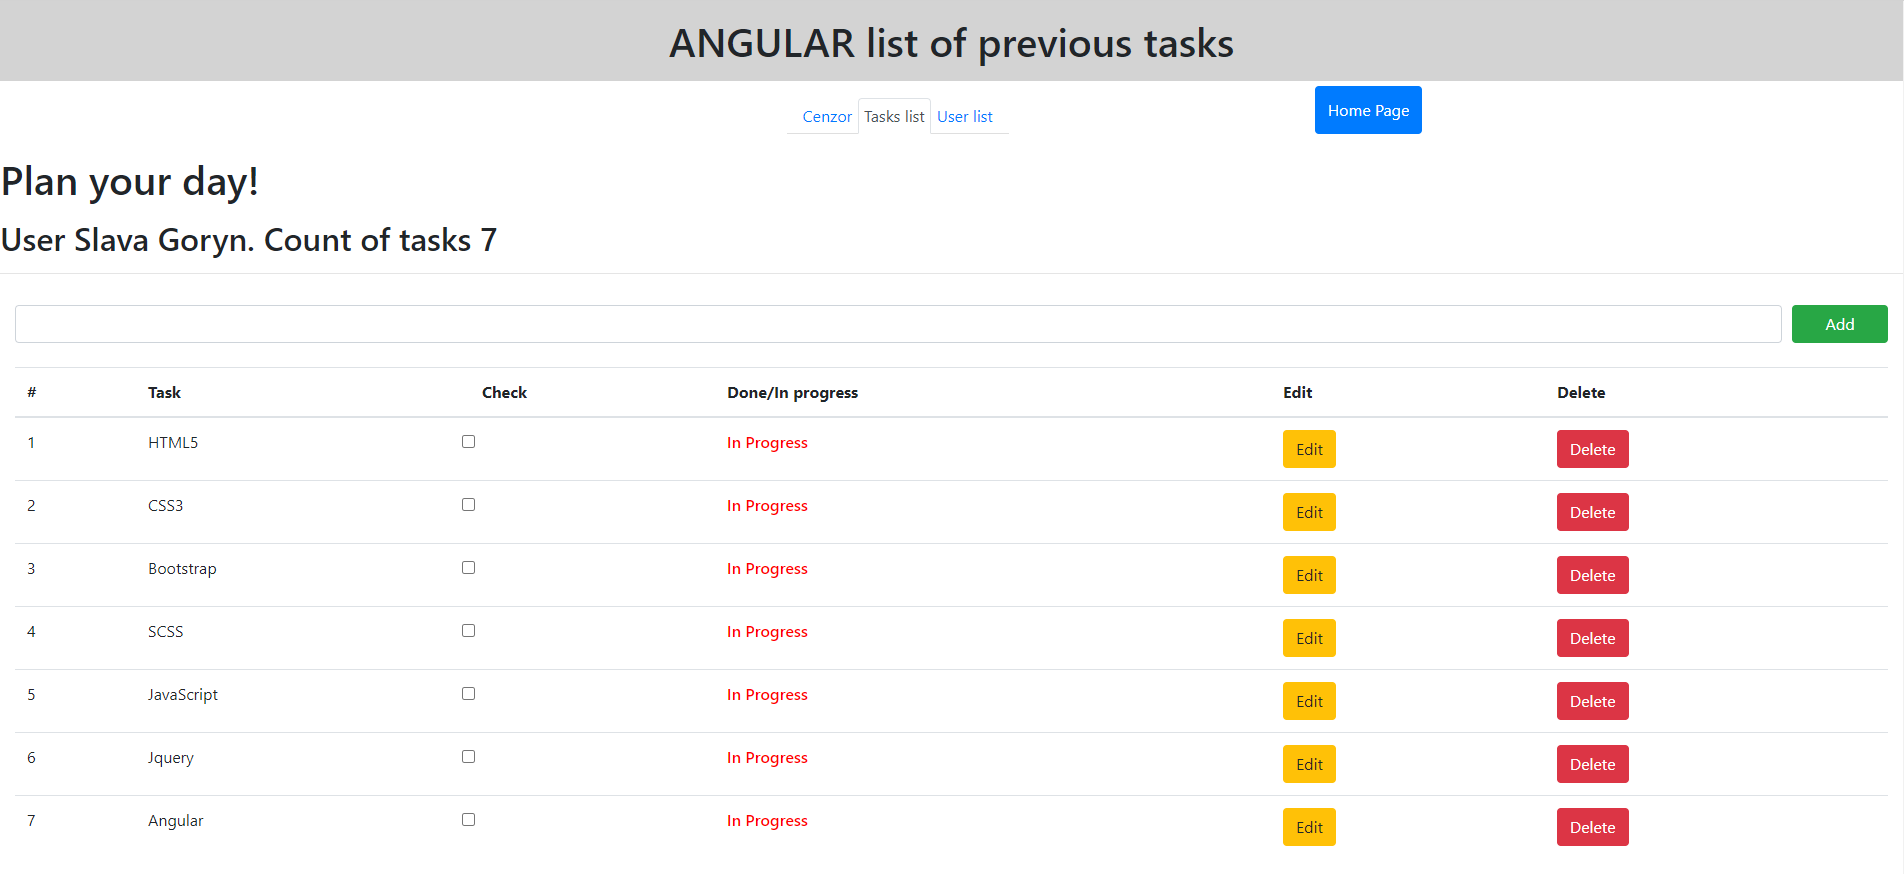 ANGULAR list of previous tasks
Cenzor Tasks list User list Home Page
Plan your day!
User Slava Goryn. Count of tasks 7
Add
# Task Check Done/In progress Edit Delete
1 HTML5 In Progress Edit Delete
2 CSS3 In Progress Edit Delete
3 Bootstrap In Progress Edit Delete
4 SCSS In Progress Edit Delete
5 JavaScript In Progress Edit Delete
6 Jquery In Progress Edit Delete
7 Angular In Progress Edit Delete